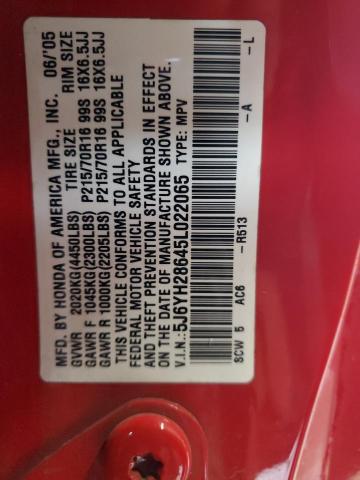 MFD. BY HONDA OF AMERICA MFG., INC. 06/'05
TIRE SIZE RIM SIZE
GVWR 2020KG(4450LBS)
GAWR F 1045KG(2300LBS) P215/70R16 99S 16X6.5JJ
GAWR R 1000KG(2205LBS) P215/70R16 99S 16X6.5JJ
THIS VEHICLE CONFORMS TO ALL APPLICABLE
FEDERAL MOTOR VEHICLE SAFETY
AND THEFT PREVENTION STANDARDS IN EFFECT
ON THE DATE OF MANUFACTURE SHOWN ABOVE.
V.I.N.: 5J6YH28645L022065 TYPE: MPV
SCW 5 AC6 -R513 -A -L